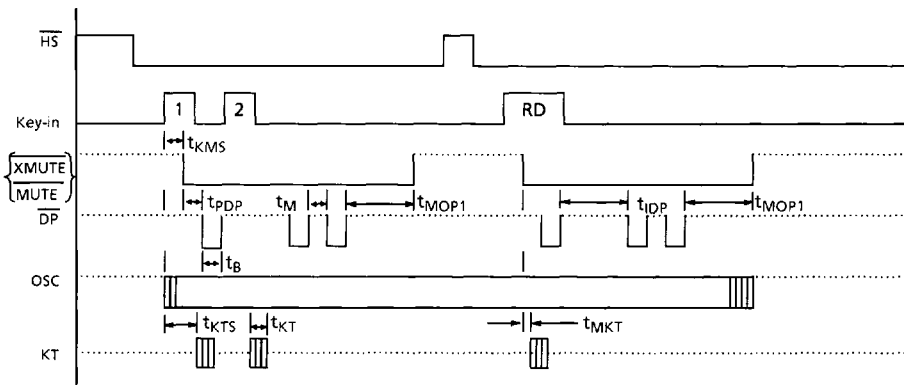 HS
Key-in
1
2
RD
tKMS
XMUTE
MUTE
tPDP
tM
tMOP1
tIDP
tMOP1
DP
tB
OSC
tKTS
tKT
tMKT
KT